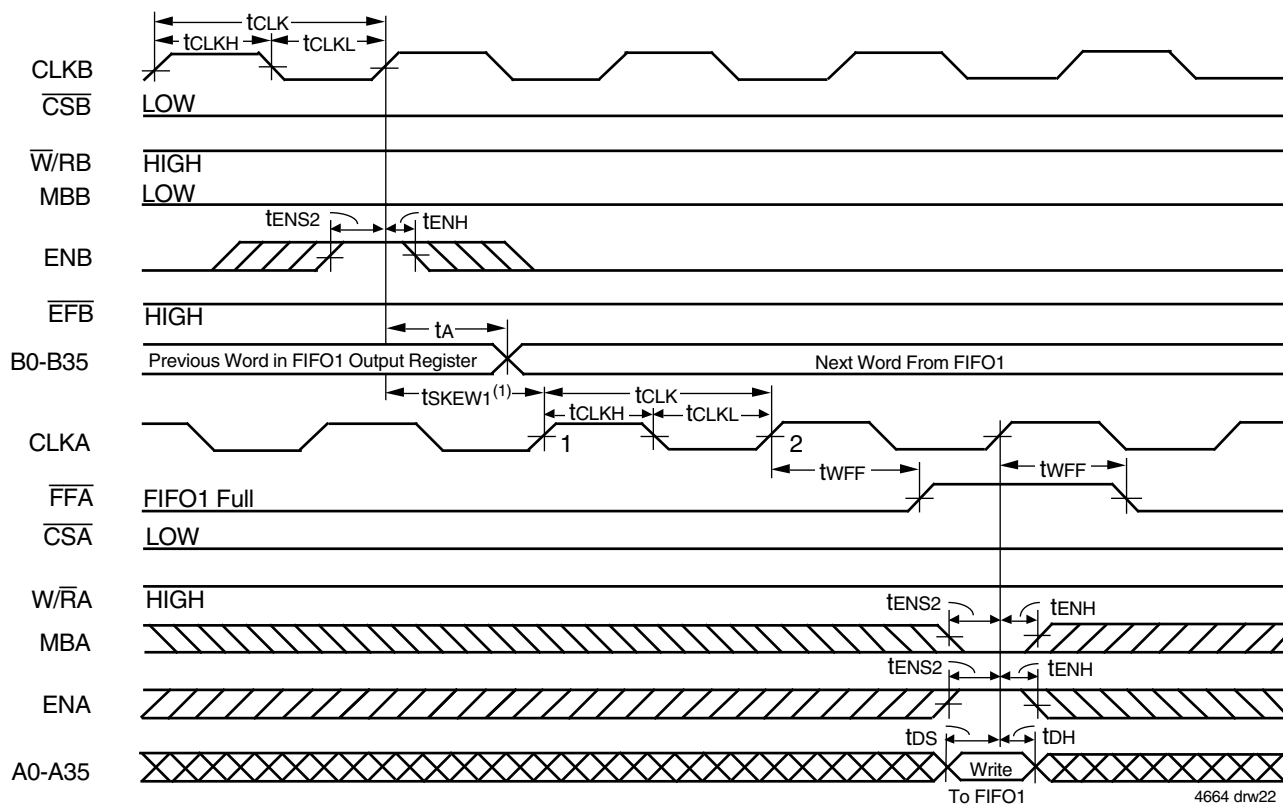 tCLK
tCLKH tCLKL
CLKB
CSB LOW
W/RB HIGH
MBB LOW
tENS2 tENH
ENB
EFB HIGH
tA
B0-B35 Previous Word in FIFO1 Output Register Next Word From FIFO1
tSKEW1(1) tCLK
tCLKH tCLKL
CLKA 1 2
tWFF tWFF
FFA FIFO1 Full
CSA LOW
W/RA HIGH
tENS2 tENH
MBA
tENS2 tENH
ENA
tDS tDH
A0-A35 Write
To FIFO1 4664 drw22